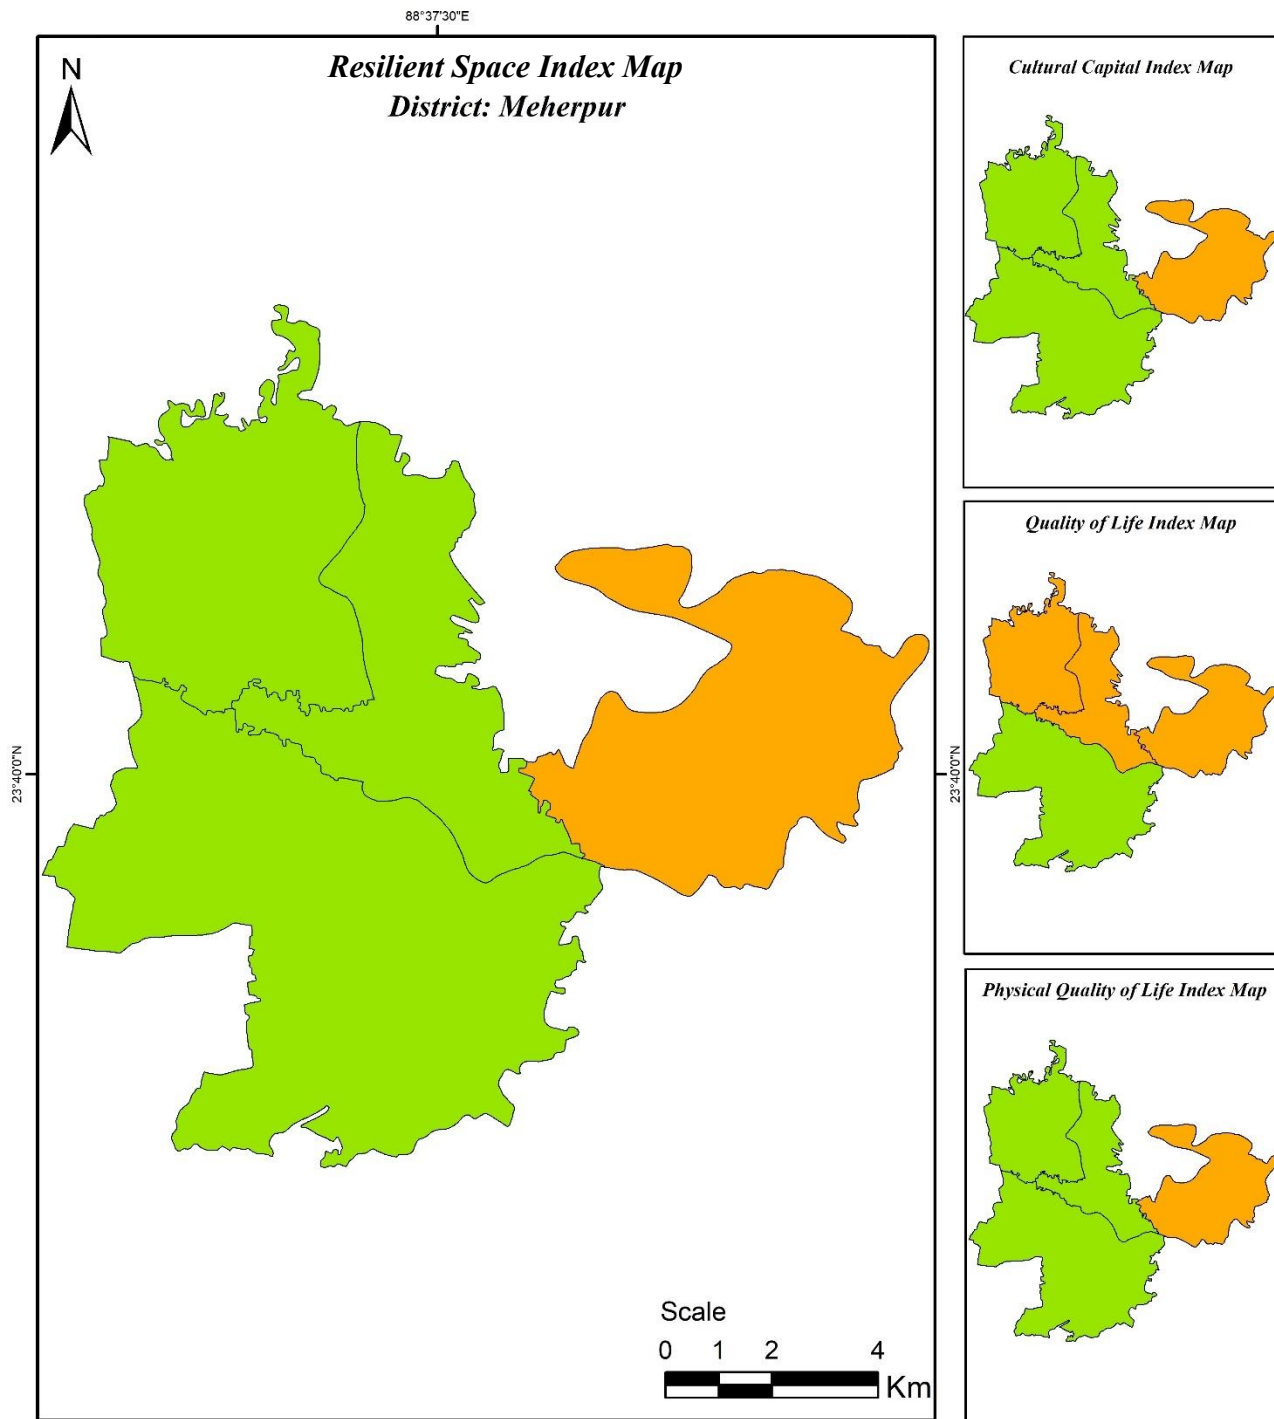 88°37'30"E
Resilient Space Index Map
District: Meherpur
N
23°40'0"N
23°40'0"N
Scale
0 1 2 4
Km
Cultural Capital Index Map
Quality of Life Index Map
Physical Quality of Life Index Map